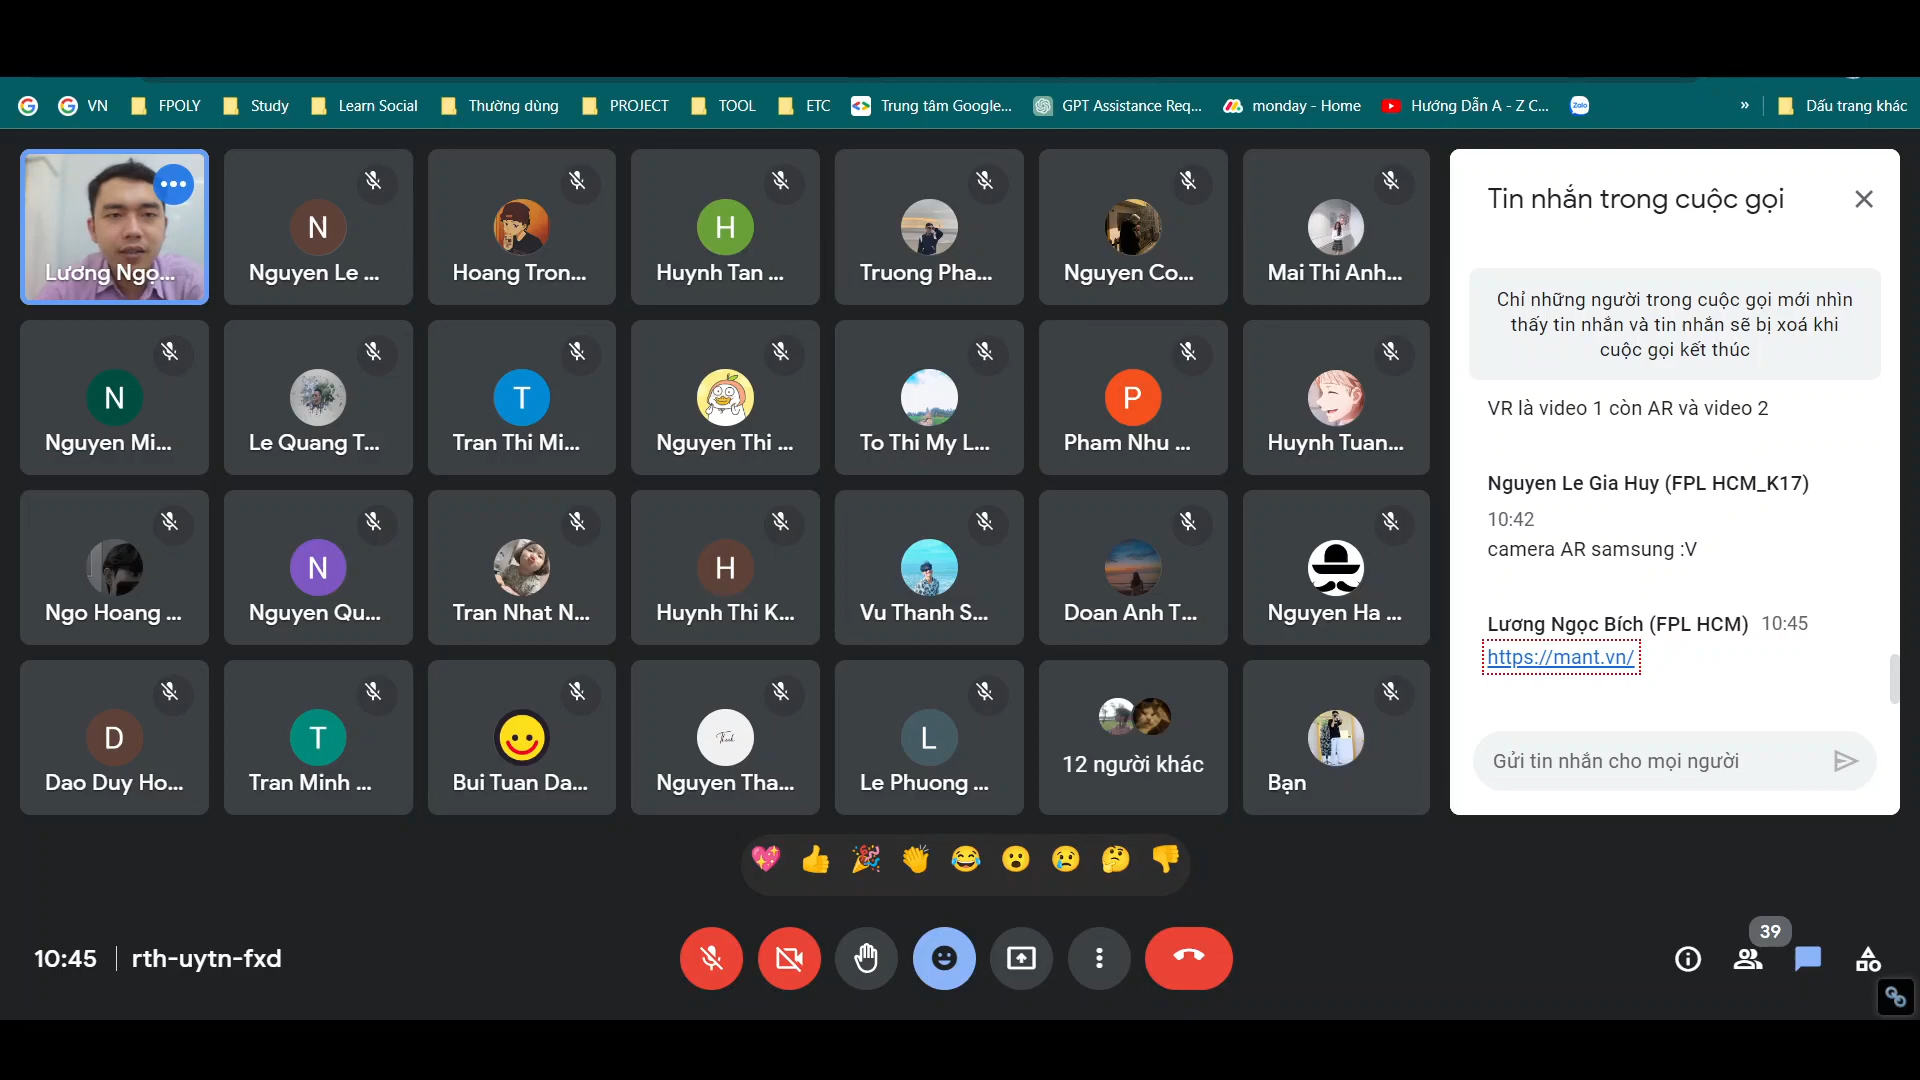 VN
FPOLY
Study
Learn Social
Thường dùng
PROJECT
TOOL
ETC
Trung tâm Google...
GPT Assistance Req...
monday - Home
Hướng Dẫn A - Z C...
Zalo
»
Dấu trang khác
Lương Ngọ...
N
Nguyen Le ...
Hoang Tron...
H
Huynh Tan ...
Truong Pha...
Nguyen Co...
Mai Thi Anh...
N
Nguyen Mi...
Le Quang T...
T
Tran Thi Mi...
Nguyen Thi ...
To Thi My L...
P
Pham Nhu ...
Huynh Tuan...
Ngo Hoang ...
N
Nguyen Qu...
Tran Nhat N...
H
Huynh Thi K...
Vu Thanh S...
Doan Anh T...
Nguyen Ha ...
D
Dao Duy Ho...
T
Tran Minh ...
Bui Tuan Da...
Nguyen Tha...
L
Le Phuong ...
12 người khác
Bạn
Tin nhắn trong cuộc gọi
Chỉ những người trong cuộc gọi mới nhìn
thấy tin nhắn và tin nhắn sẽ bị xoá khi
cuộc gọi kết thúc
VR là video 1 còn AR và video 2
Nguyen Le Gia Huy (FPL HCM_K17)
10:42
camera AR samsung :V
Lương Ngọc Bích (FPL HCM) 10:45
https://mant.vn/
Gửi tin nhắn cho mọi người
10:45
rth-uytn-fxd
39